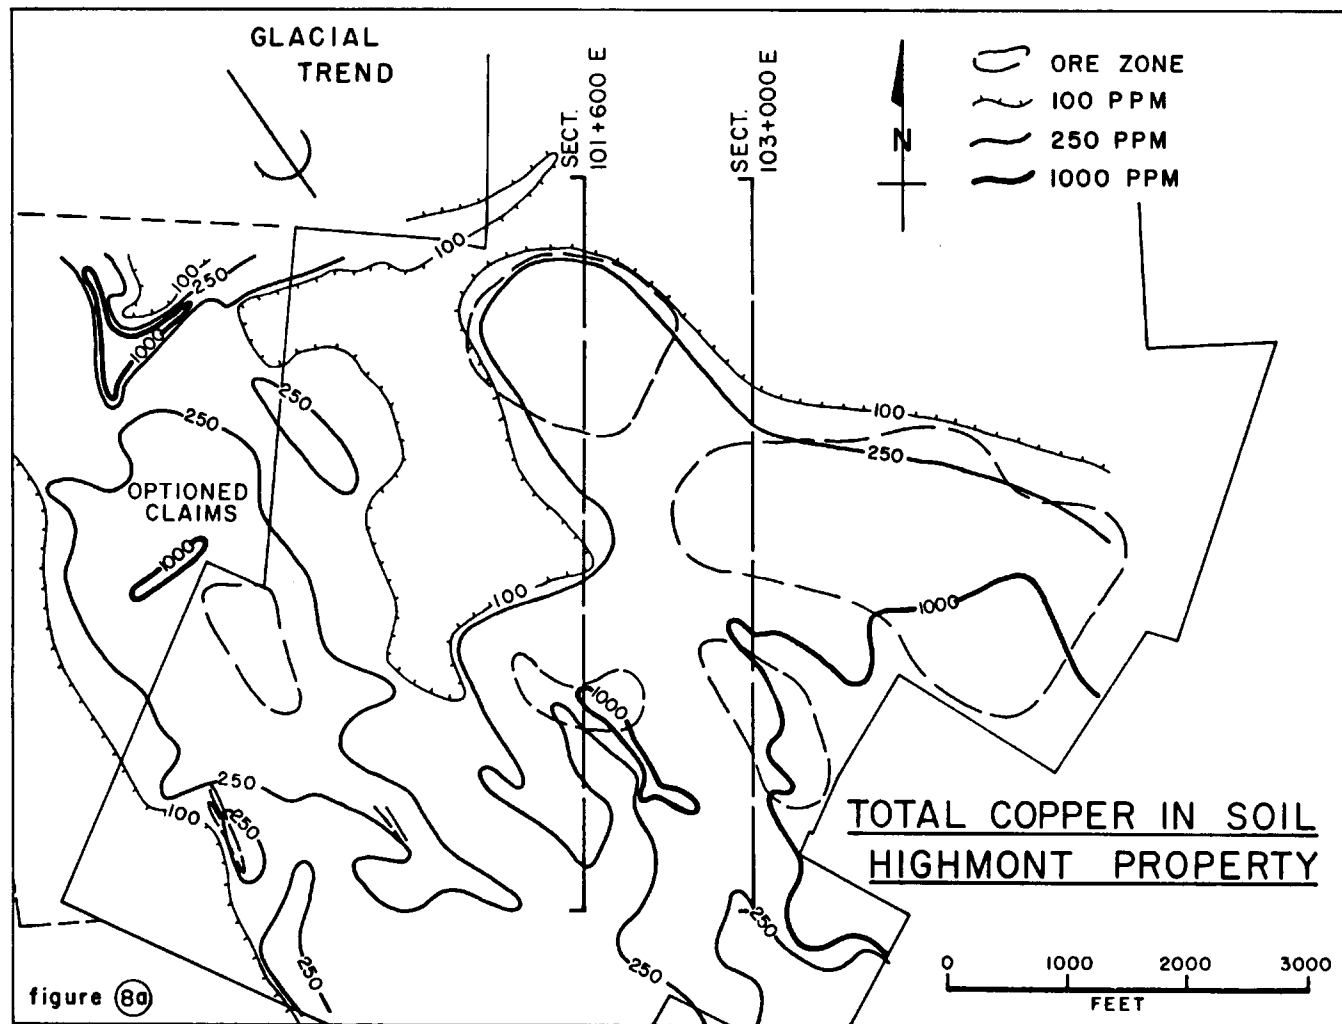 GLACIAL
TREND
SECT.
101+600 E
SECT.
103+000 E
N
ORE ZONE
100 PPM
250 PPM
1000 PPM
100
100
250
1000
250
250
OPTIONED
CLAIMS
1000
100
250
100
1000
1000
250
100
250
250
250
250
TOTAL COPPER IN SOIL
HIGHMONT PROPERTY
0 1000 2000 3000
FEET
figure 8a